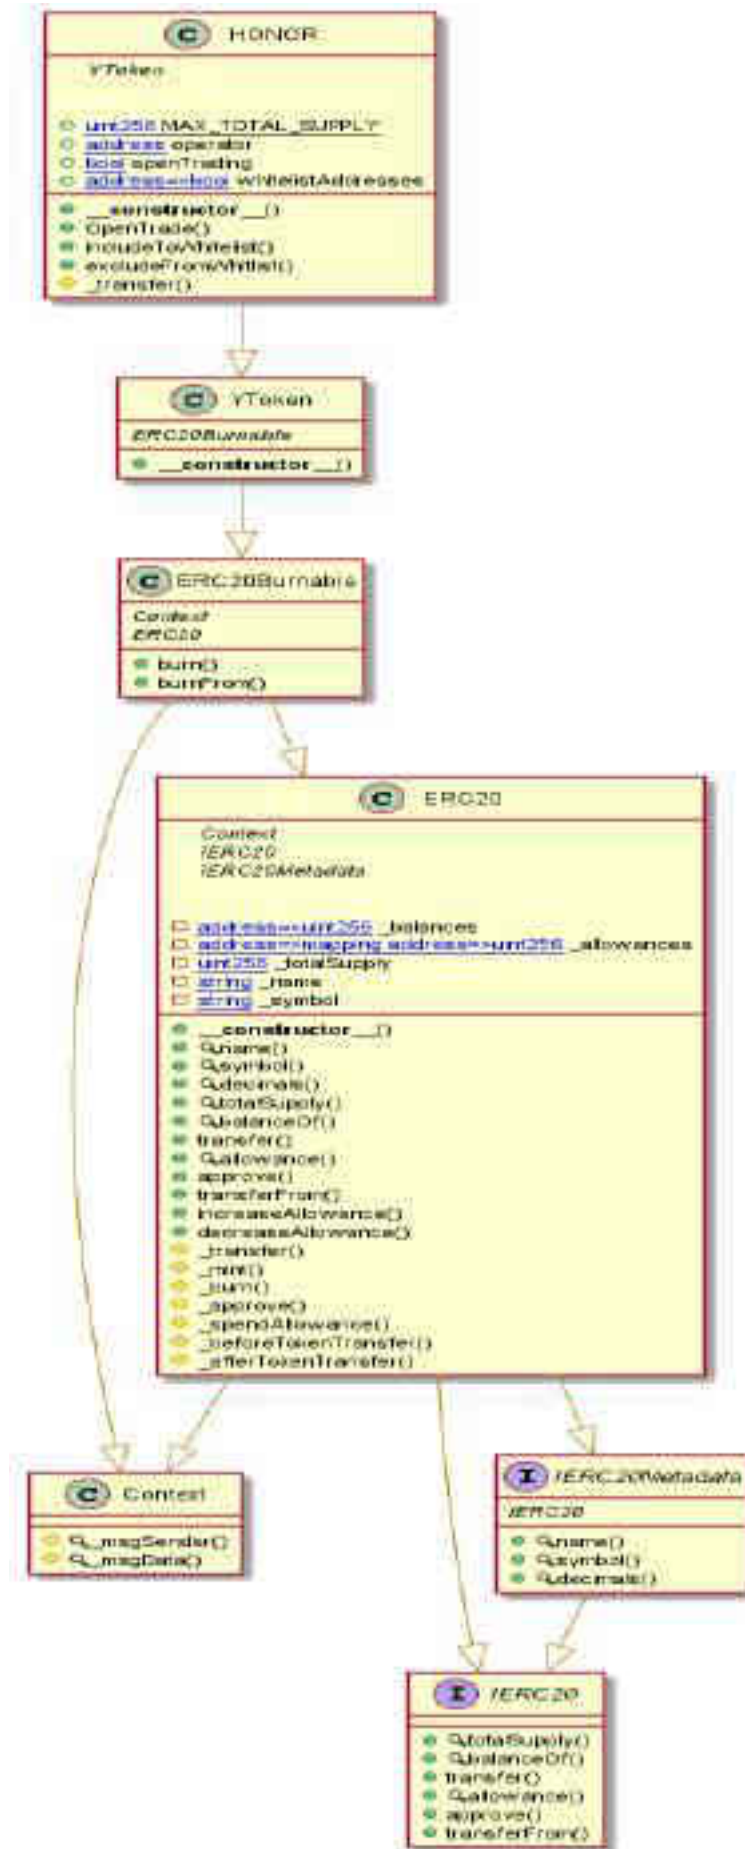 C HONOR
YToken
uint256 MAX_TOTAL_SUPPLY
address operator
bool openTrading
address=>bool whitelistAddresses
__constructor__()
OpenTrade()
includeToWhitelist()
excludeFromWhitlist()
_transfer()
C YToken
ERC20Burnable
__constructor__()
C ERC20Burnable
Context
ERC20
burn()
burnFrom()
C ERC20
Context
IERC20
IERC20Metadata
address=>uint256 _balances
address=>mapping address=>uint256 _allowances
uint256 _totalSupply
string _name
string _symbol
__constructor__()
name()
symbol()
decimals()
totalSupply()
balanceOf()
transfer()
allowance()
approve()
transferFrom()
increaseAllowance()
decreaseAllowance()
_transfer()
_mint()
_burn()
_approve()
_spendAllowance()
_beforeTokenTransfer()
_afterTokenTransfer()
C Context
_msgSender()
_msgData()
I IERC20Metadata
IERC20
name()
symbol()
decimals()
I IERC20
totalSupply()
balanceOf()
transfer()
allowance()
approve()
transferFrom()